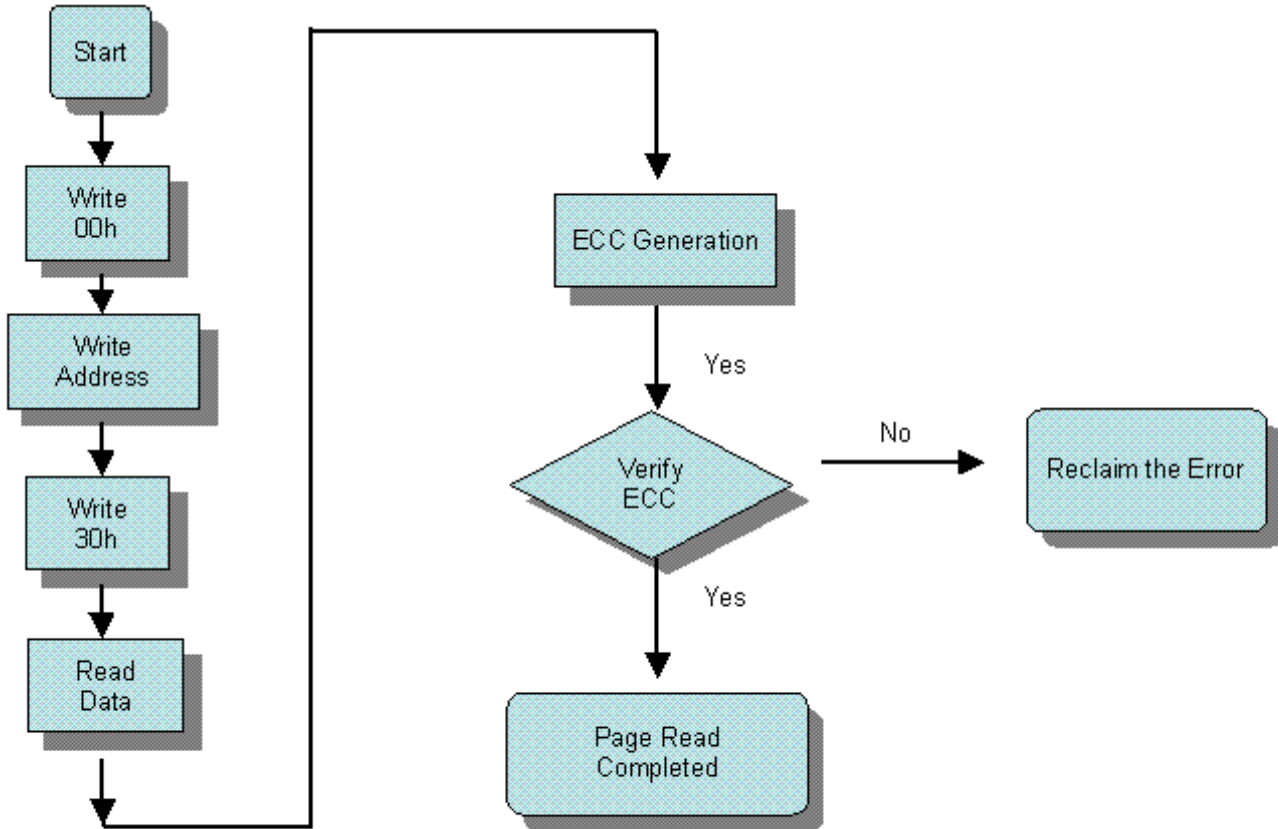 Start
Write
00h
Write
Address
Write
30h
Read
Data
ECC Generation
Yes
Verify
ECC
No
Reclaim the Error
Yes
Page Read
Completed